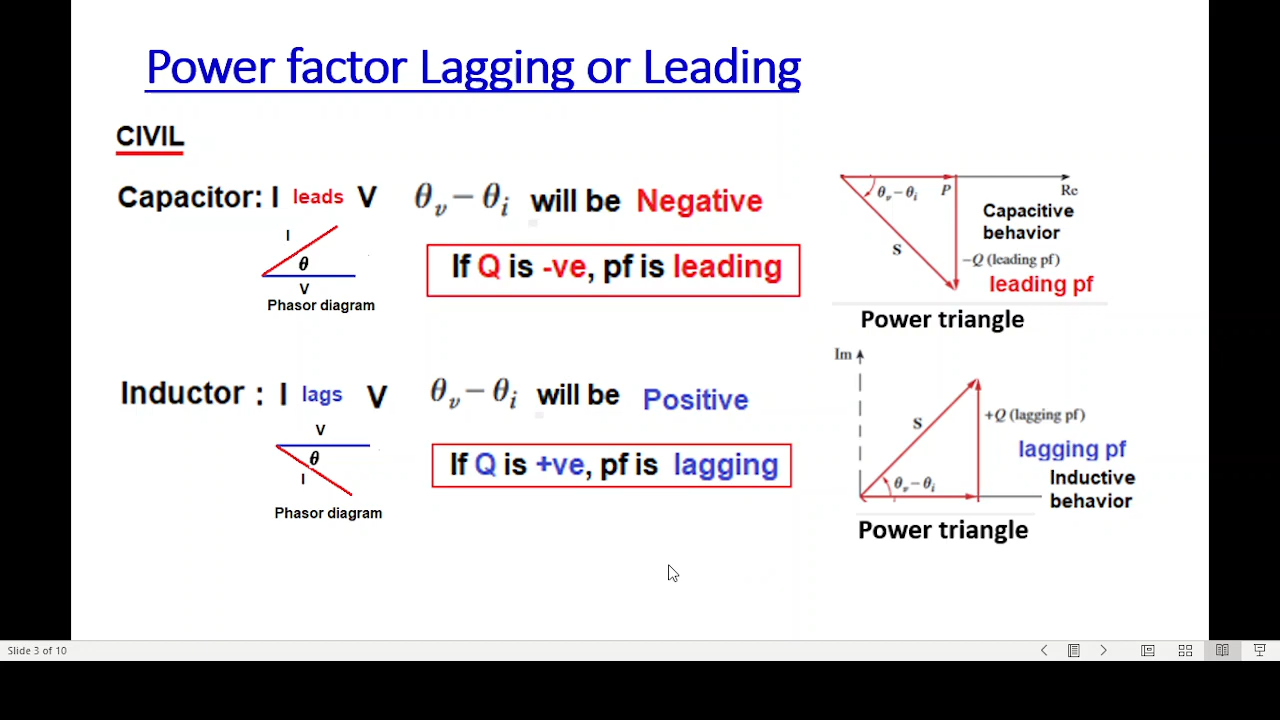 Power factor Lagging or Leading
CIVIL
Capacitor: I leads V θv − θi will be Negative
I
θ
V
Phasor diagram
If Q is -ve, pf is leading
θv − θi P Re
Capacitive
behavior
S
−Q (leading pf)
leading pf
Power triangle
Inductor : I lags V θv − θi will be Positive
V
θ
I
Phasor diagram
If Q is +ve, pf is lagging
Im
S
+Q (lagging pf)
lagging pf
Inductive
behavior
θv − θi
Power triangle
Slide 3 of 10